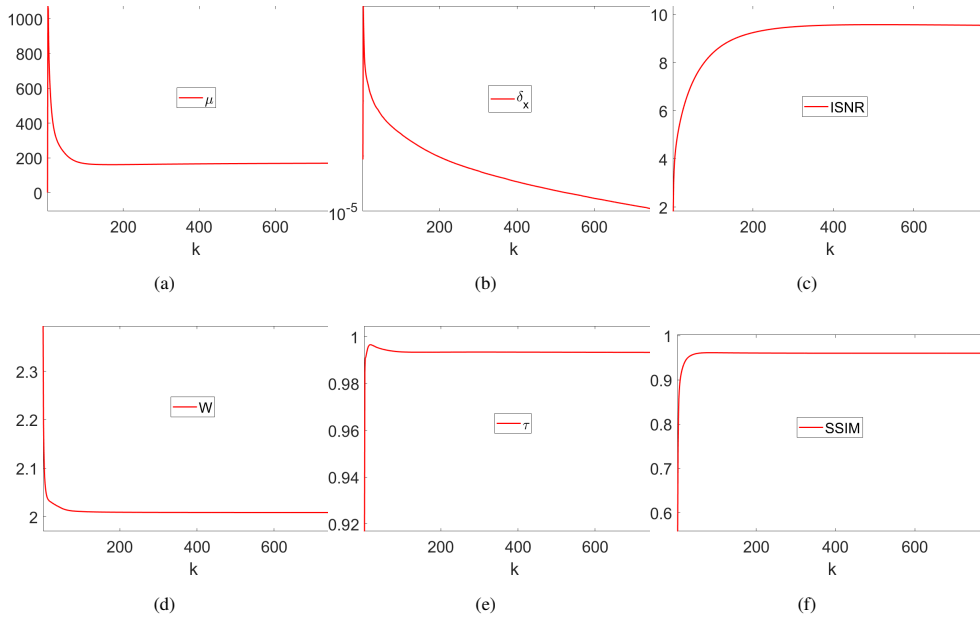 1000
800
600
400
200
0
μ
200 400 600
k
(a)
10-5
δx
200 400 600
k
(b)
10
8
6
4
2
ISNR
200 400 600
k
(c)
2.3
2.2
2.1
2
W
200 400 600
k
(d)
1
0.98
0.96
0.94
0.92
τ
200 400 600
k
(e)
1
0.9
0.8
0.7
0.6
SSIM
200 400 600
k
(f)